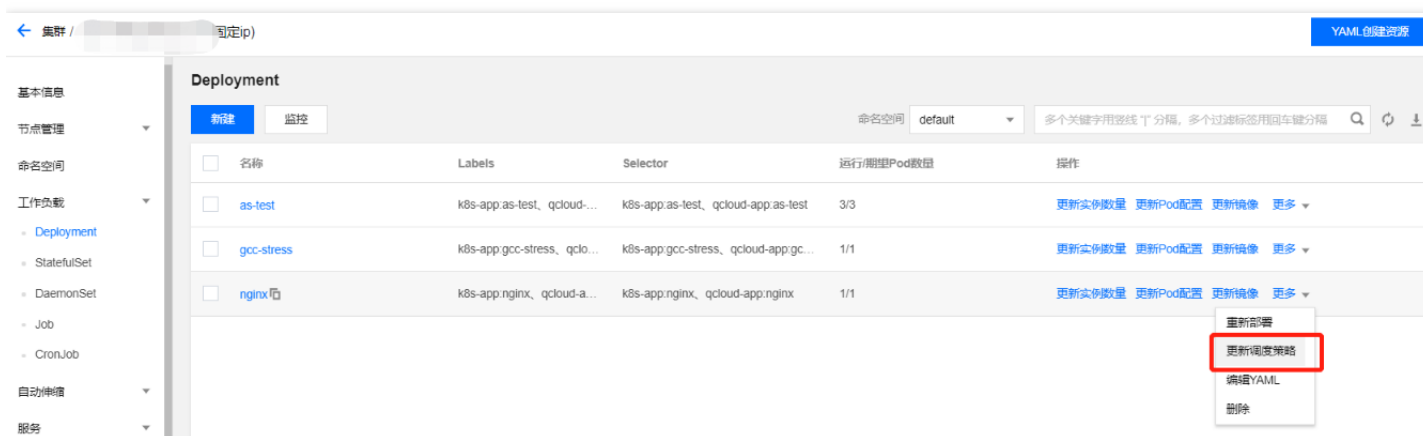 ← 集群 / 固定ip)
YAML创建资源
基本信息
节点管理
命名空间
工作负载
Deployment
StatefulSet
DaemonSet
Job
CronJob
自动伸缩
服务
Deployment
新建 监控
命名空间 default 多个关键字用竖线 "|" 分隔，多个过滤标签用回车键分隔
名称 Labels Selector 运行/期望Pod数量 操作
as-test k8s-app:as-test、qcloud-... k8s-app:as-test、qcloud-app:as-test 3/3 更新实例数量 更新Pod配置 更新镜像 更多
gcc-stress k8s-app:gcc-stress、qclo... k8s-app:gcc-stress、qcloud-app:gc... 1/1 更新实例数量 更新Pod配置 更新镜像 更多
nginx k8s-app:nginx、qcloud-a... k8s-app:nginx、qcloud-app:nginx 1/1 更新实例数量 更新Pod配置 更新镜像 更多
重新部署
更新调度策略
编辑YAML
删除